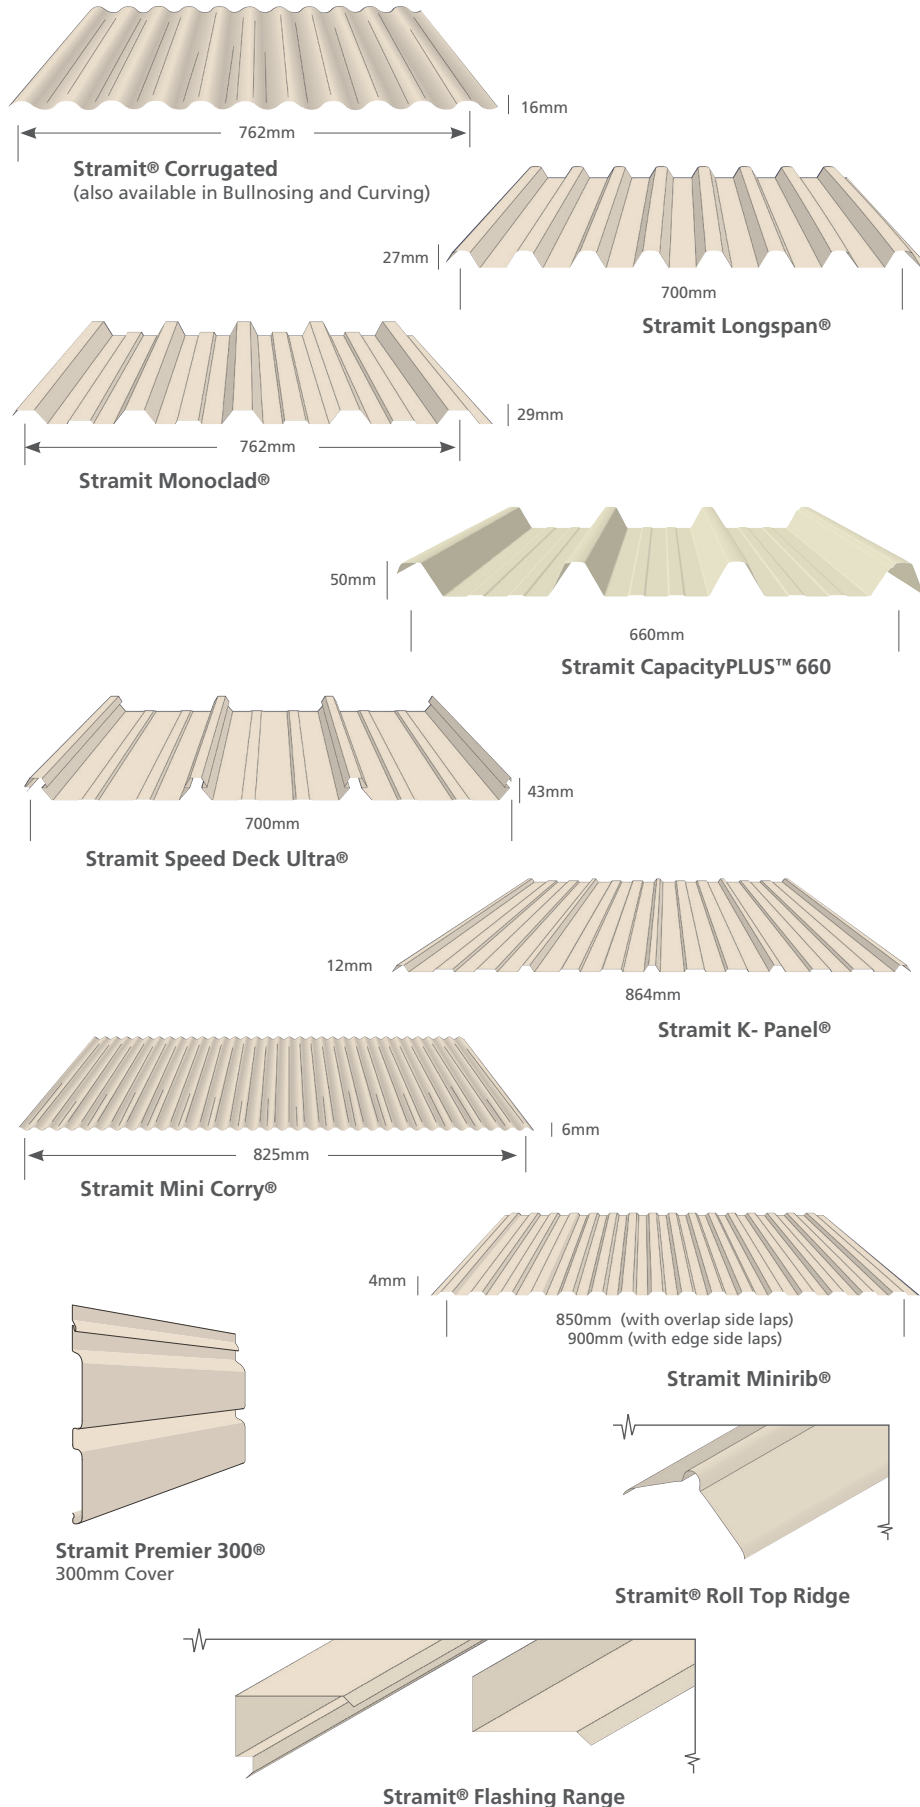 16mm
762mm
Stramit® Corrugated
(also available in Bullnosing and Curving)
27mm
700mm
Stramit Longspan®
29mm
762mm
Stramit Monoclad®
50mm
660mm
Stramit CapacityPLUS™ 660
43mm
700mm
Stramit Speed Deck Ultra®
12mm
864mm
Stramit K- Panel®
6mm
825mm
Stramit Mini Corry®
4mm
850mm (with overlap side laps)
900mm (with edge side laps)
Stramit Minirib®
Stramit Premier 300®
300mm Cover
Stramit® Roll Top Ridge
Stramit® Flashing Range